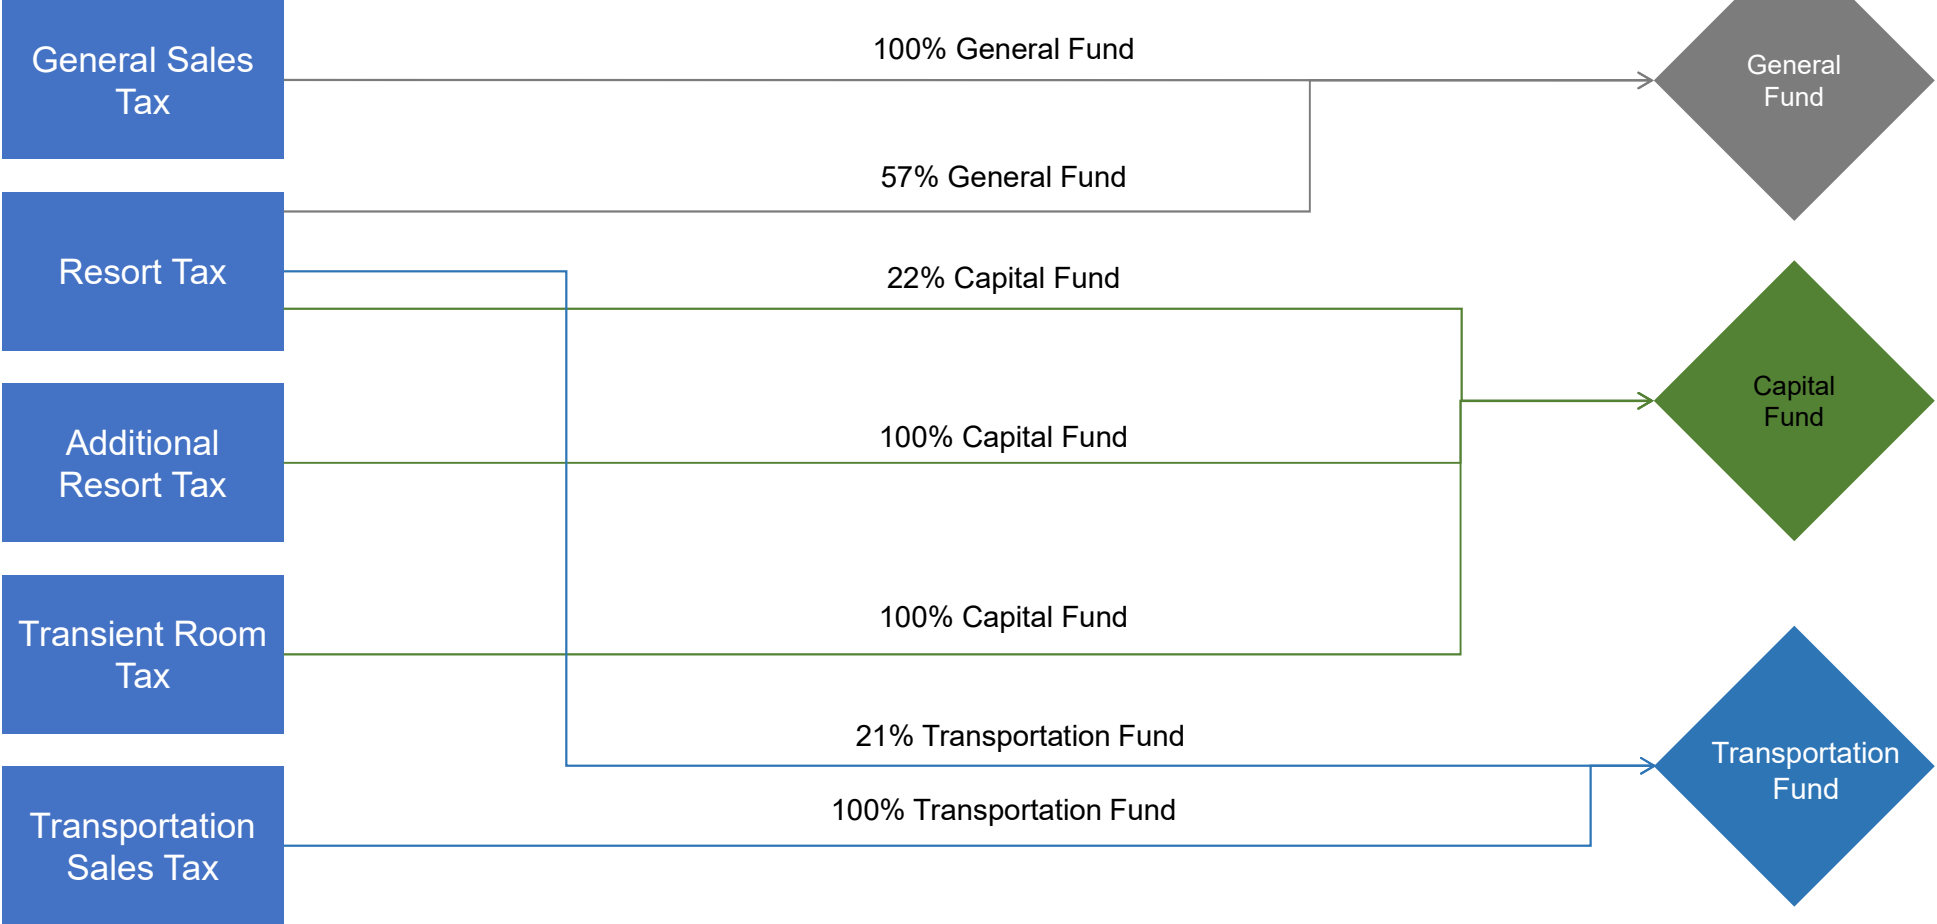 General Sales
Tax
100% General Fund
General
Fund
57% General Fund
Resort Tax
22% Capital Fund
Capital
Fund
Additional
Resort Tax
100% Capital Fund
Transient Room
Tax
100% Capital Fund
21% Transportation Fund
Transportation
Fund
100% Transportation Fund
Transportation
Sales Tax